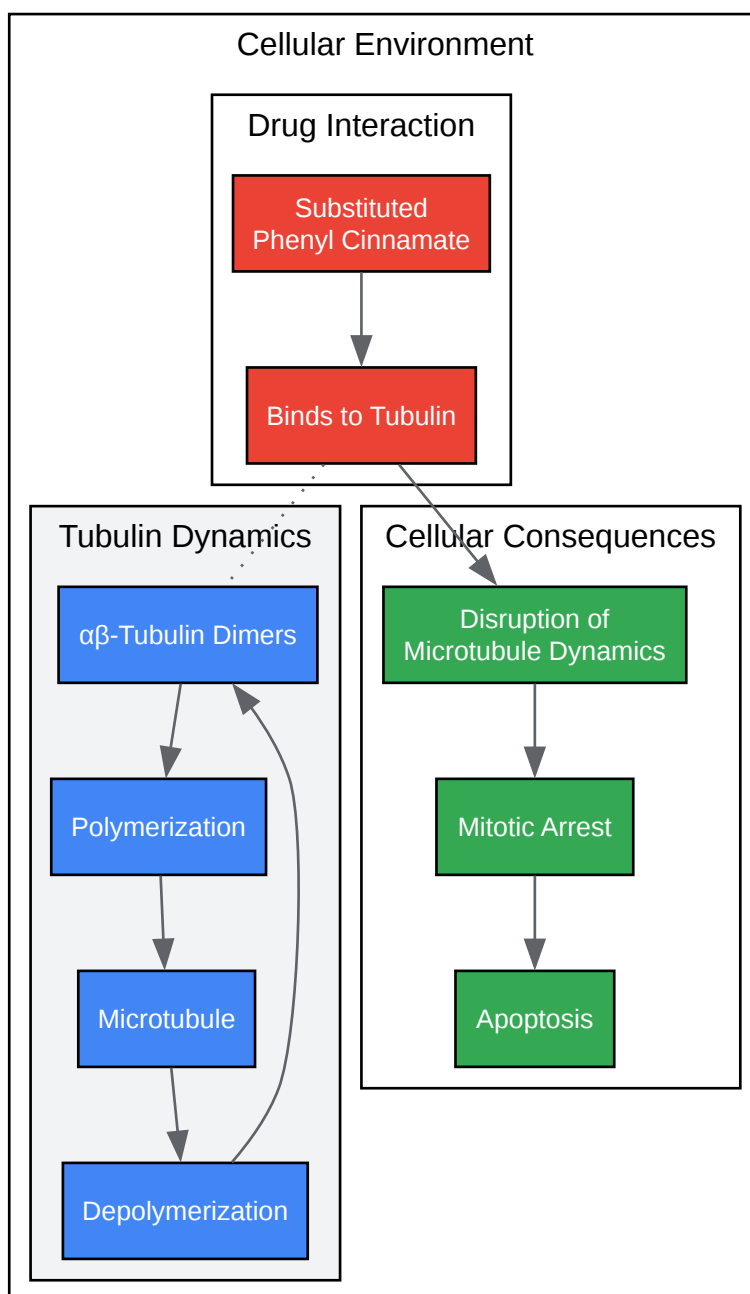 Cellular Environment
Drug Interaction
Substituted
Phenyl Cinnamate
Binds to Tubulin
Tubulin Dynamics
αβ-Tubulin Dimers
Polymerization
Microtubule
Depolymerization
Cellular Consequences
Disruption of
Microtubule Dynamics
Mitotic Arrest
Apoptosis